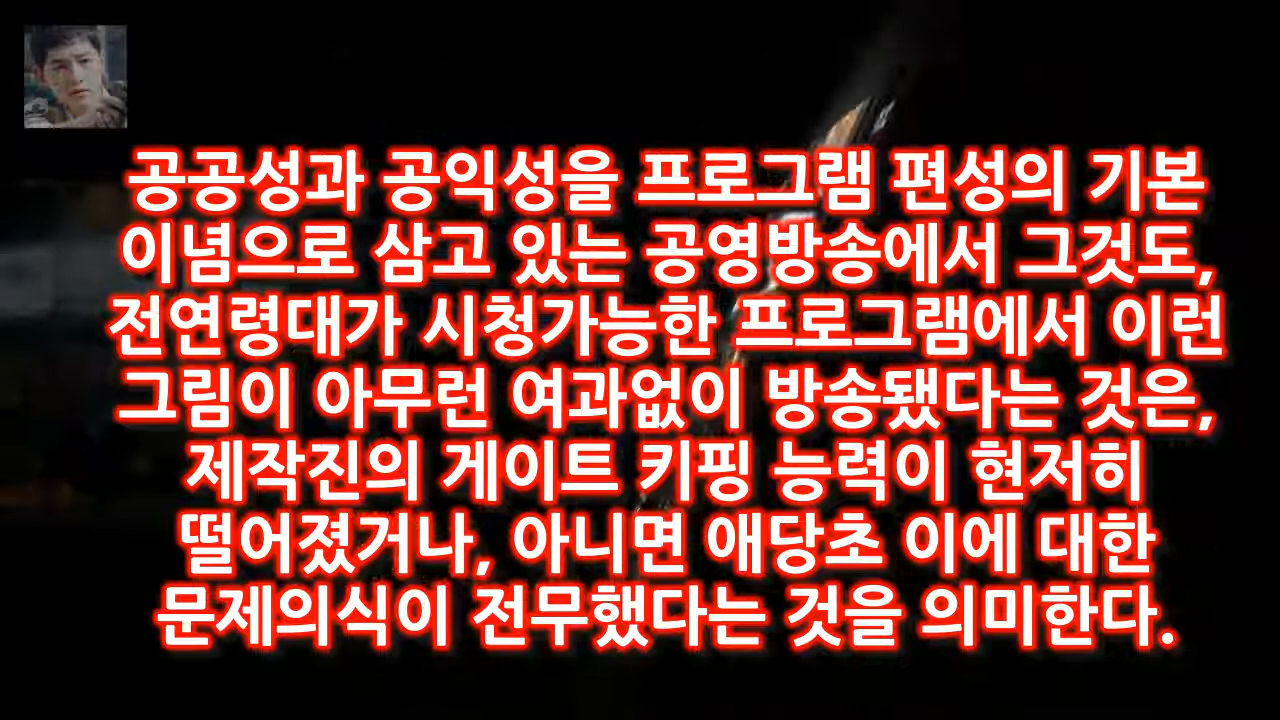 공공성과 공익성을 프로그램 편성의 기본
이념으로 삼고 있는 공영방송에서 그것도,
전연령대가 시청가능한 프로그램에서 이런
그림이 아무런 여과없이 방송됐다는 것은,
제작진의 게이트 키핑 능력이 현저히
떨어졌거나, 아니면 애당초 이에 대한
문제의식이 전무했다는 것을 의미한다.